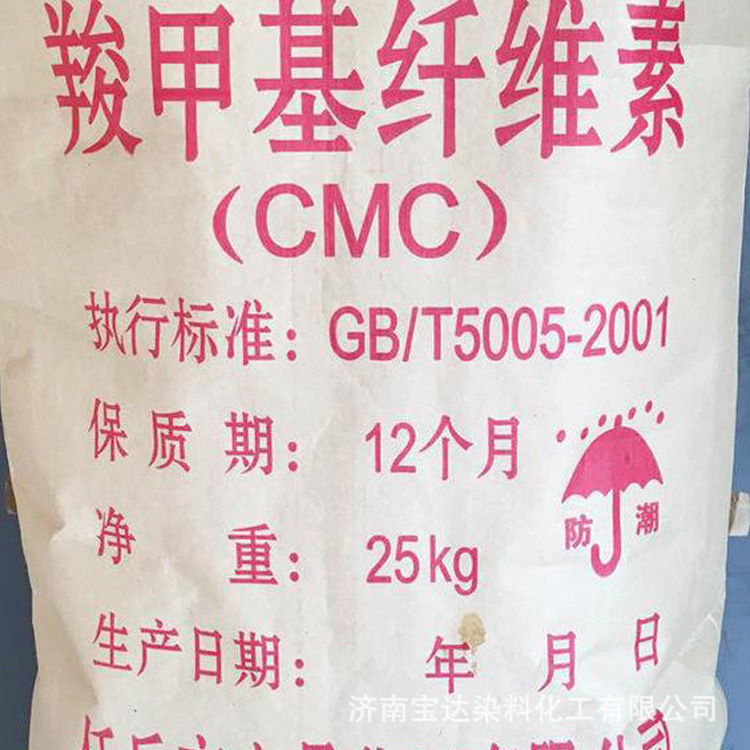 羧甲基纤维素
(CMC)
执行标准: GB/T5005-2001
保质期: 12个月
净重: 25kg
防潮
生产日期: 年 月 日
济南宝达染料化工有限公司